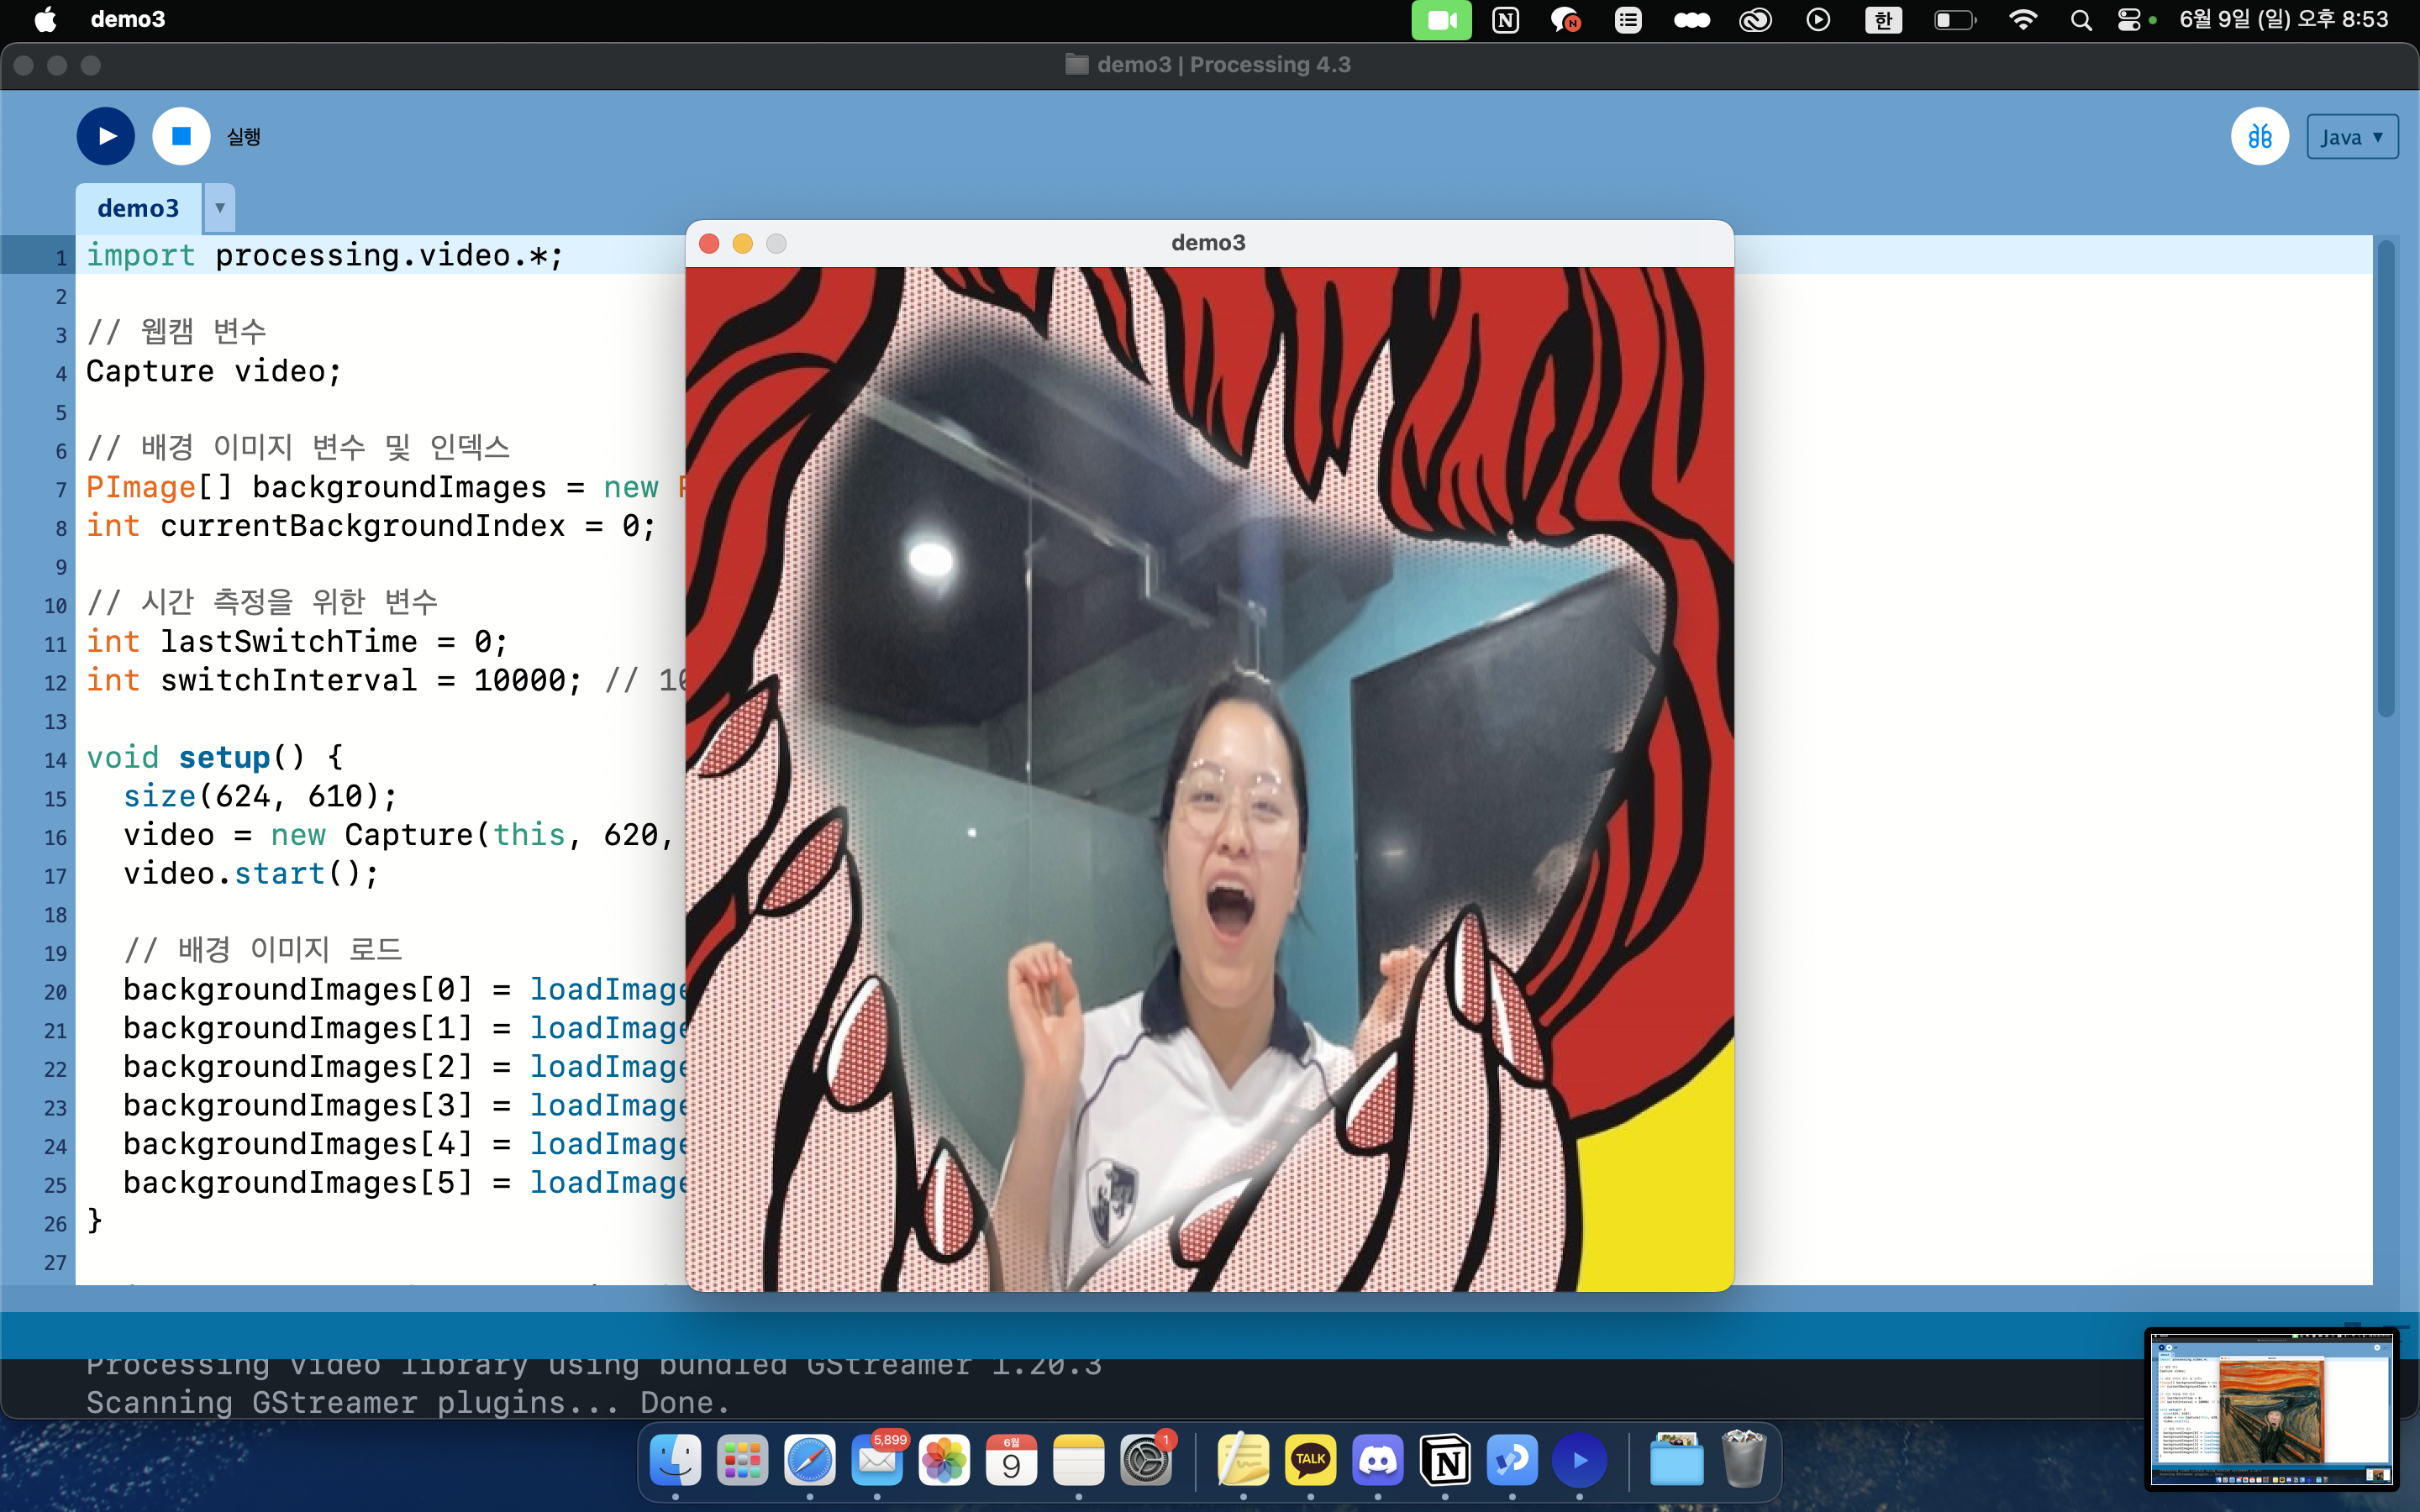 demo3
N
N
한
6월 9일 (일) 오후 8:53
demo3 | Processing 4.3
실행
Java ▼
demo3 ▼
demo3
1 import processing.video.*;
2
3 // 웹캠 변수
4 Capture video;
5
6 // 배경 이미지 변수 및 인덱스
7 PImage[] backgroundImages = new
8 int currentBackgroundIndex = 0;
9
10 // 시간 측정을 위한 변수
11 int lastSwitchTime = 0;
12 int switchInterval = 10000; // 10
13
14 void setup() {
15 size(624, 610);
16 video = new Capture(this, 620,
17 video.start();
18
19 // 배경 이미지 로드
20 backgroundImages[0] = loadImage
21 backgroundImages[1] = loadImage
22 backgroundImages[2] = loadImage
23 backgroundImages[3] = loadImage
24 backgroundImages[4] = loadImage
25 backgroundImages[5] = loadImage
26 }
27
Processing video library using bundled GStreamer 1.20.3
Scanning GStreamer plugins... Done.
5,899
6월
9
1
TALK
N